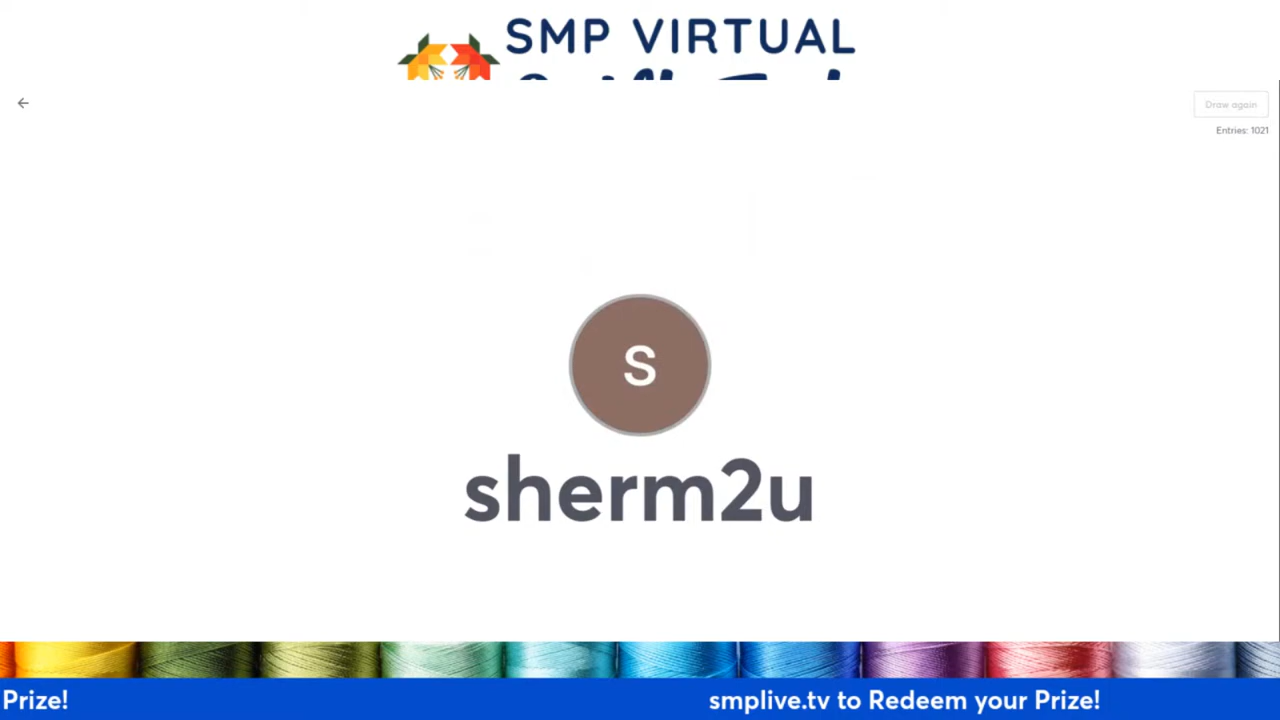 SMP VIRTUAL
Draw again
Entries: 1021
S
sherm2u
Prize!
smplive.tv to Redeem your Prize!